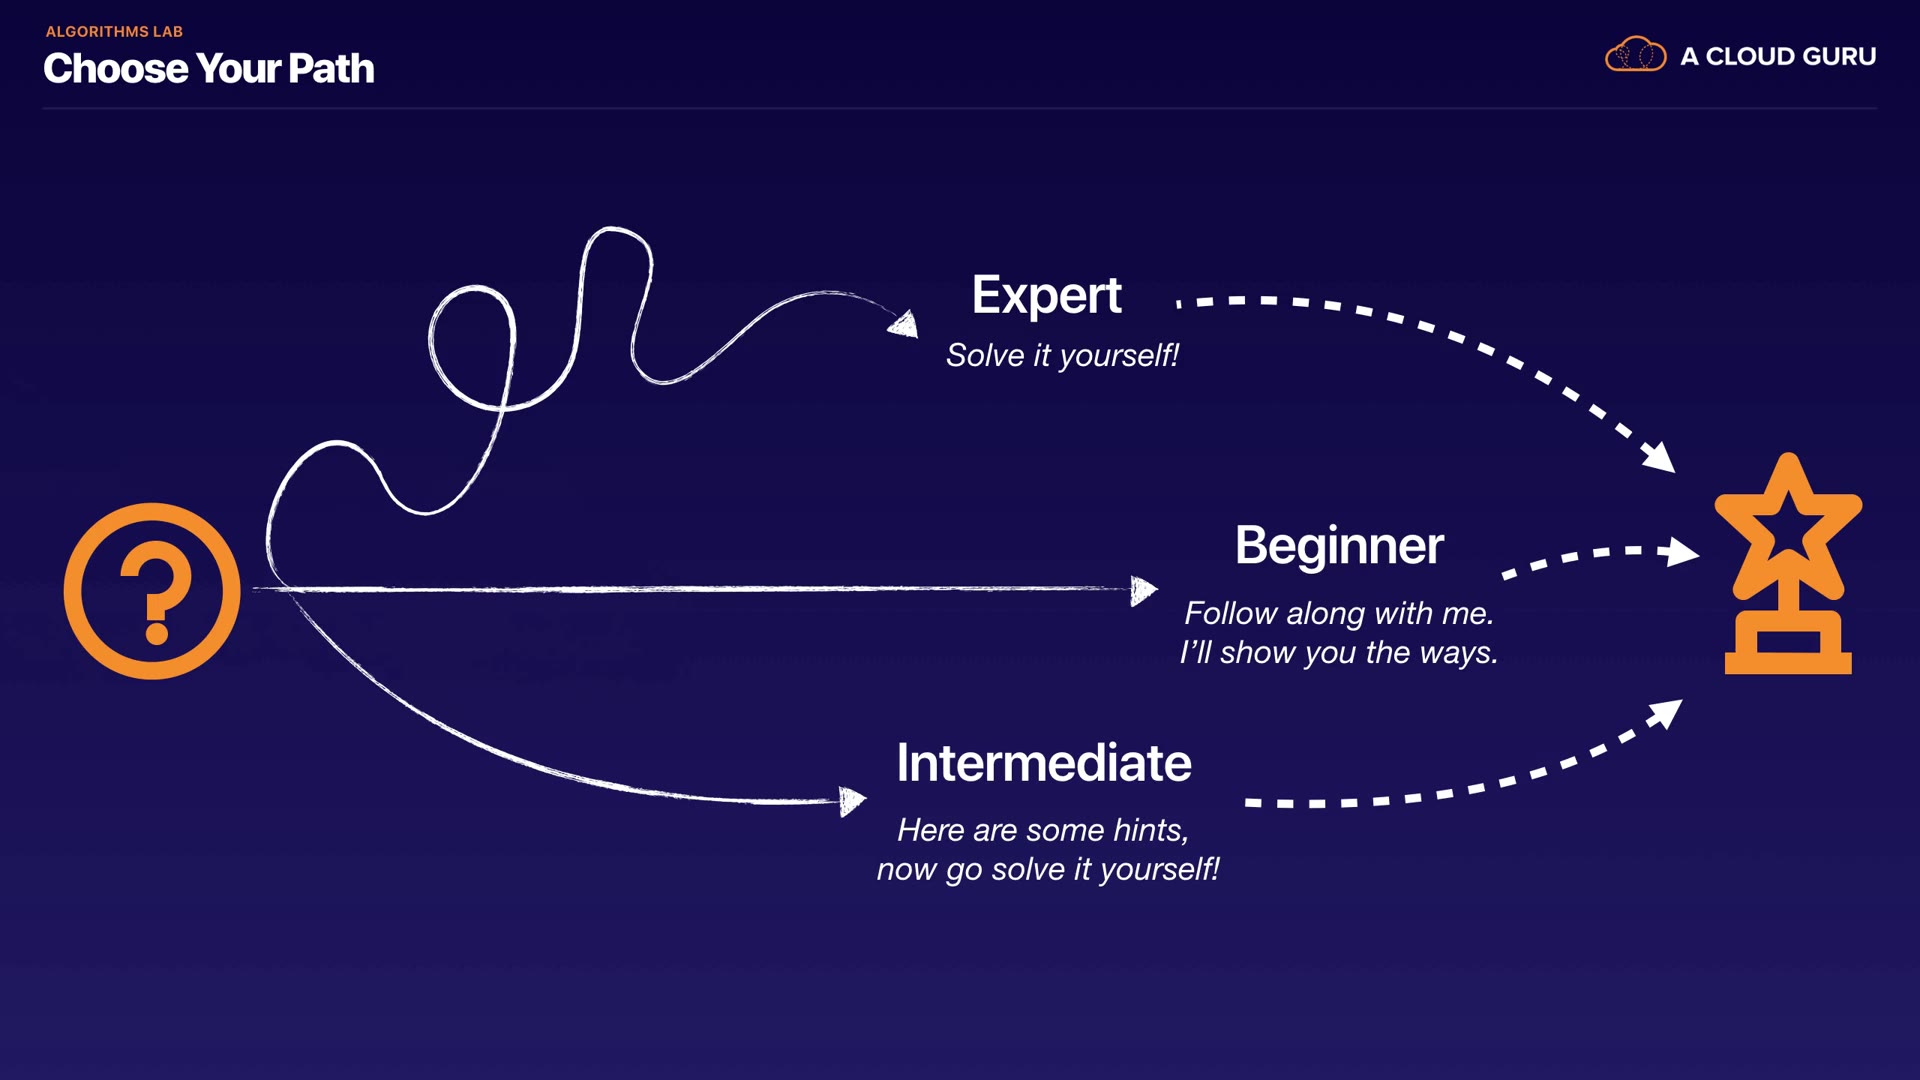 ALGORITHMS LAB
Choose Your Path
A CLOUD GURU
Expert
Solve it yourself!
Beginner
Follow along with me.
I’ll show you the ways.
Intermediate
Here are some hints,
now go solve it yourself!
?